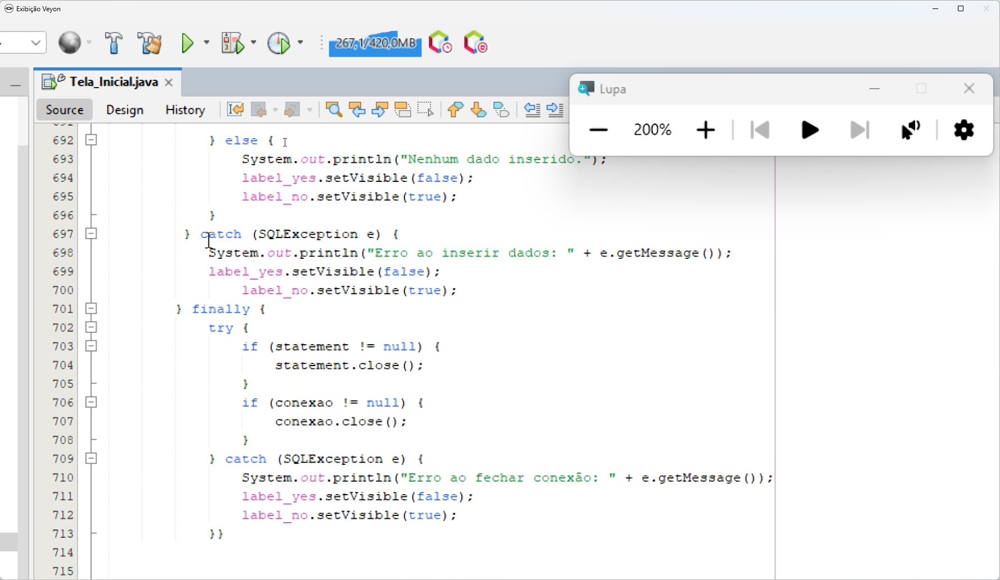 Exibição Veyon
267,1/420,0MB
Tela_Inicial.java
Lupa
Source Design History
200%
692 } else {
693 System.out.println("Nenhum dado inserido.");
694 label_yes.setVisible(false);
695 label_no.setVisible(true);
696 }
697 } catch (SQLException e) {
698 System.out.println("Erro ao inserir dados: " + e.getMessage());
699 label_yes.setVisible(false);
700 label_no.setVisible(true);
701 } finally {
702 try {
703 if (statement != null) {
704 statement.close();
705 }
706 if (conexao != null) {
707 conexao.close();
708 }
709 } catch (SQLException e) {
710 System.out.println("Erro ao fechar conexão: " + e.getMessage());
711 label_yes.setVisible(false);
712 label_no.setVisible(true);
713 }}
714
715